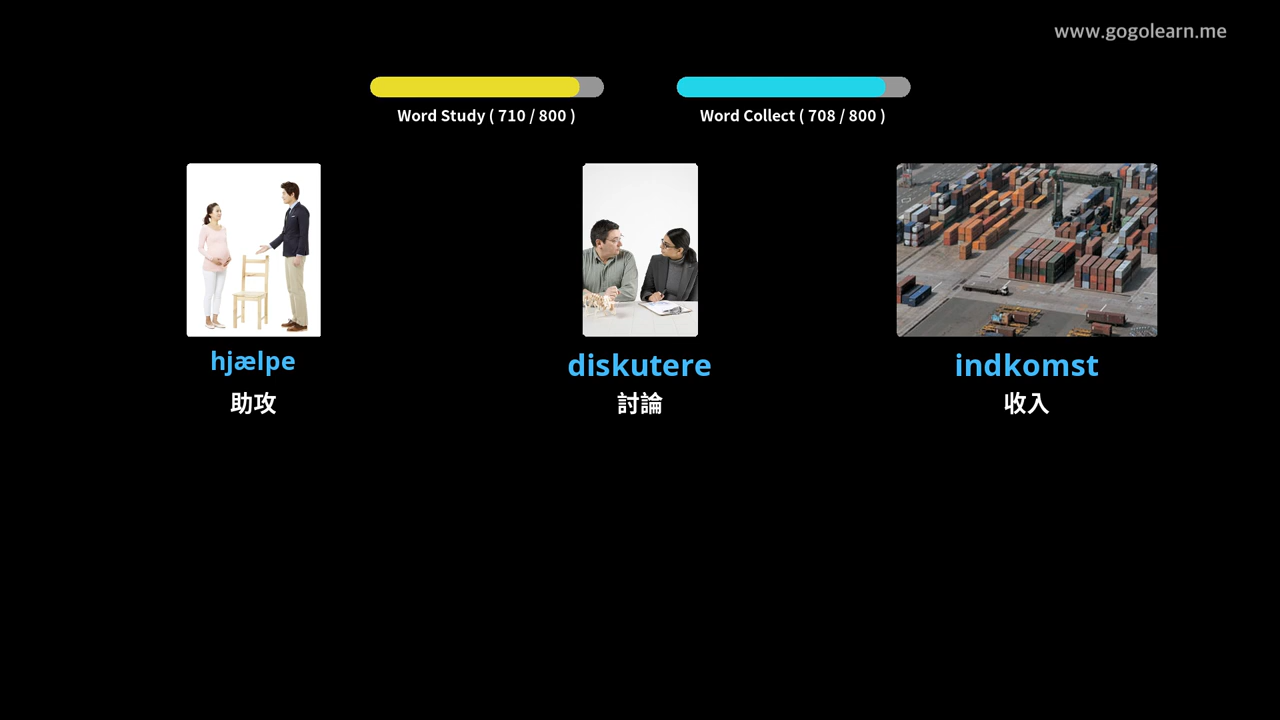 www.gogolearn.me
Word Study ( 710 / 800 )
Word Collect ( 708 / 800 )
hjælpe
助攻
diskutere
討論
indkomst
收入